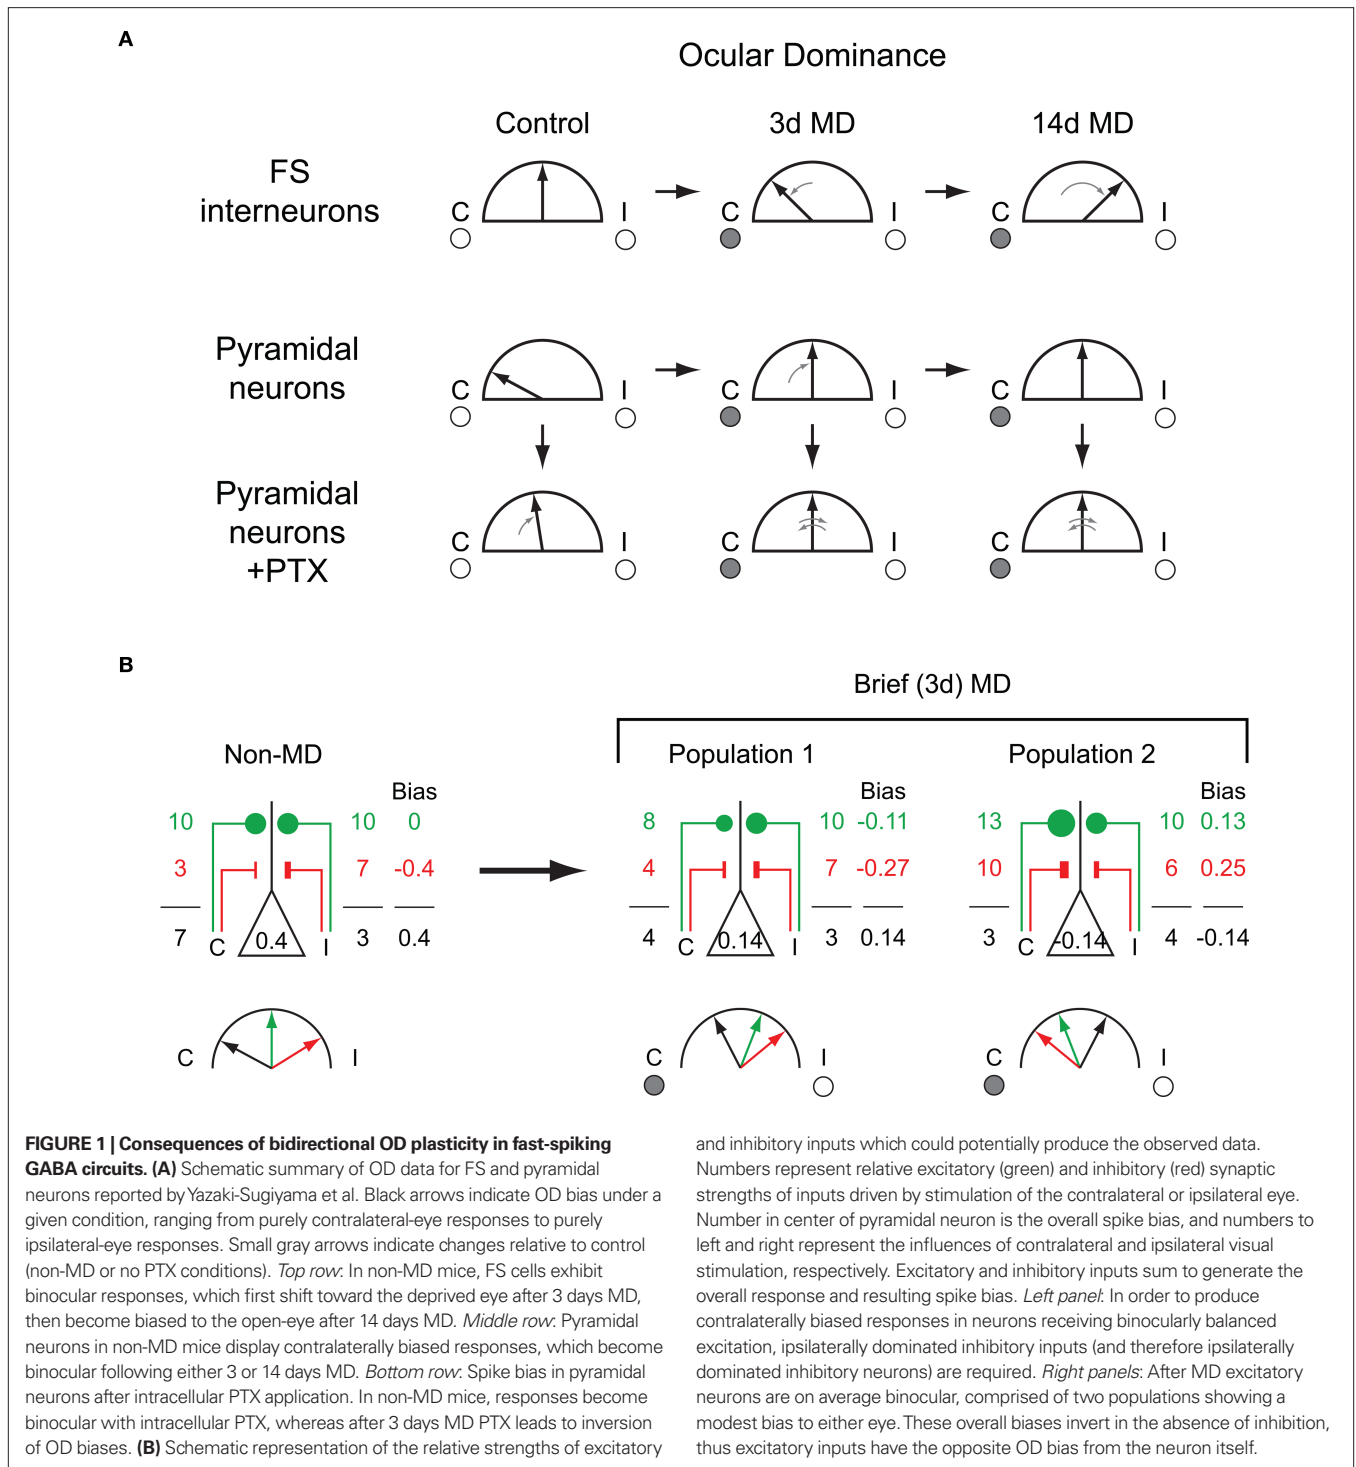 A
Ocular Dominance
Control 3d MD 14d MD
FS
interneurons
C I C I C I
Pyramidal
neurons
C I C I C I
Pyramidal
neurons
+PTX
C I C I C I
B
Brief (3d) MD
Non-MD Population 1 Population 2
Bias Bias Bias
10 10 0 8 10 -0.11 13 10 0.13
3 7 -0.4 4 7 -0.27 10 6 0.25
7 C 0.4 I 3 0.4 4 C 0.14 I 3 0.14 3 C -0.14 I 4 -0.14
C I C I C I
FIGURE 1 | Consequences of bidirectional OD plasticity in fast-spiking
GABA circuits. (A) Schematic summary of OD data for FS and pyramidal
neurons reported by Yazaki-Sugiyama et al. Black arrows indicate OD bias under a
given condition, ranging from purely contralateral-eye responses to purely
ipsilateral-eye responses. Small gray arrows indicate changes relative to control
(non-MD or no PTX conditions). Top row: In non-MD mice, FS cells exhibit
binocular responses, which first shift toward the deprived eye after 3 days MD,
then become biased to the open-eye after 14 days MD. Middle row: Pyramidal
neurons in non-MD mice display contralaterally biased responses, which become
binocular following either 3 or 14 days MD. Bottom row: Spike bias in pyramidal
neurons after intracellular PTX application. In non-MD mice, responses become
binocular with intracellular PTX, whereas after 3 days MD PTX leads to inversion
of OD biases. (B) Schematic representation of the relative strengths of excitatory
and inhibitory inputs which could potentially produce the observed data.
Numbers represent relative excitatory (green) and inhibitory (red) synaptic
strengths of inputs driven by stimulation of the contralateral or ipsilateral eye.
Number in center of pyramidal neuron is the overall spike bias, and numbers to
left and right represent the influences of contralateral and ipsilateral visual
stimulation, respectively. Excitatory and inhibitory inputs sum to generate the
overall response and resulting spike bias. Left panel: In order to produce
contralaterally biased responses in neurons receiving binocularly balanced
excitation, ipsilaterally dominated inhibitory inputs (and therefore ipsilaterally
dominated inhibitory neurons) are required. Right panels: After MD excitatory
neurons are on average binocular, comprised of two populations showing a
modest bias to either eye. These overall biases invert in the absence of inhibition,
thus excitatory inputs have the opposite OD bias from the neuron itself.